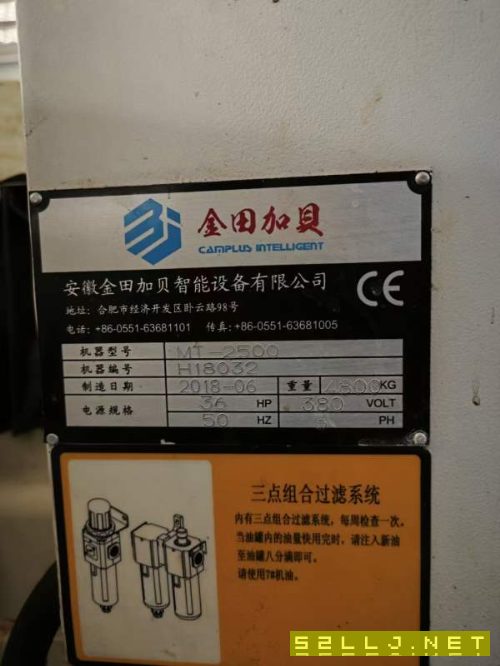 金田加贝
CAMPLUS INTELLIGENT
安徽金田加贝智能设备有限公司
地址：合肥市经济开发区卧云路98号
电话：+86-0551-63681101 传真：+86-0551-63681005
CE
机器型号 MT-2500
机器编号 H18032
制造日期 2018-06 重量 4800 KG
电源规格 36 HP 380 VOLT
50 HZ PH
三点组合过滤系统
内有三点组合过滤系统，每周检查一次。
当油罐内的油量快用完时，请注入新油
至油罐八分满即可。
请使用7#机油。
52LLJ.NET